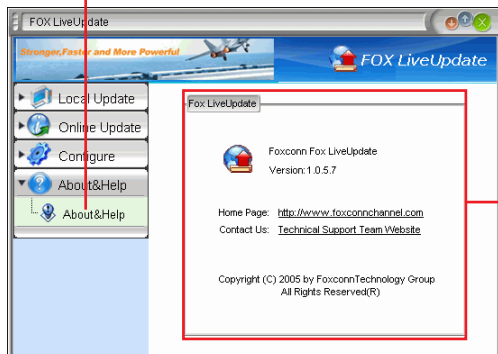 FOX LiveUpdate
Stronger,Faster and More Powerful
FOX LiveUpdate
Local Update
Online Update
Configure
About&Help
About&Help
Fox LiveUpdate
Foxconn Fox LiveUpdate
Version:1.0.5.7
Home Page: http://www.foxconnchannel.com
Contact Us: Technical Support Team Website
Copyright (C) 2005 by FoxconnTechnology Group
All Rights Reserved(R)